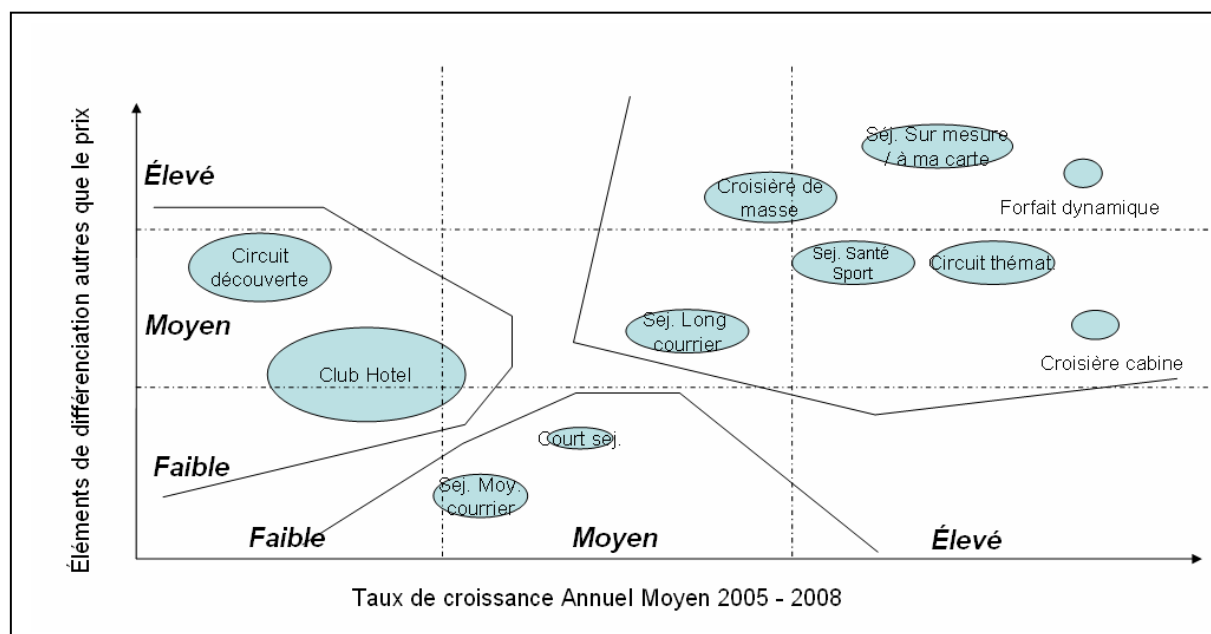 Éléments de différenciation autres que le prix
Élevé
Moyen
Faible
Séj. Sur mesure
/ à ma carte
Croisière de
masse
Forfait dynamique
Circuit
découverte
Sej. Santé
Sport
Circuit thémat.
Sej. Long
courrier
Croisière cabine
Club Hotel
Court sej.
Sej. Moy.
courrier
Faible
Moyen
Élevé
Taux de croissance Annuel Moyen 2005 - 2008